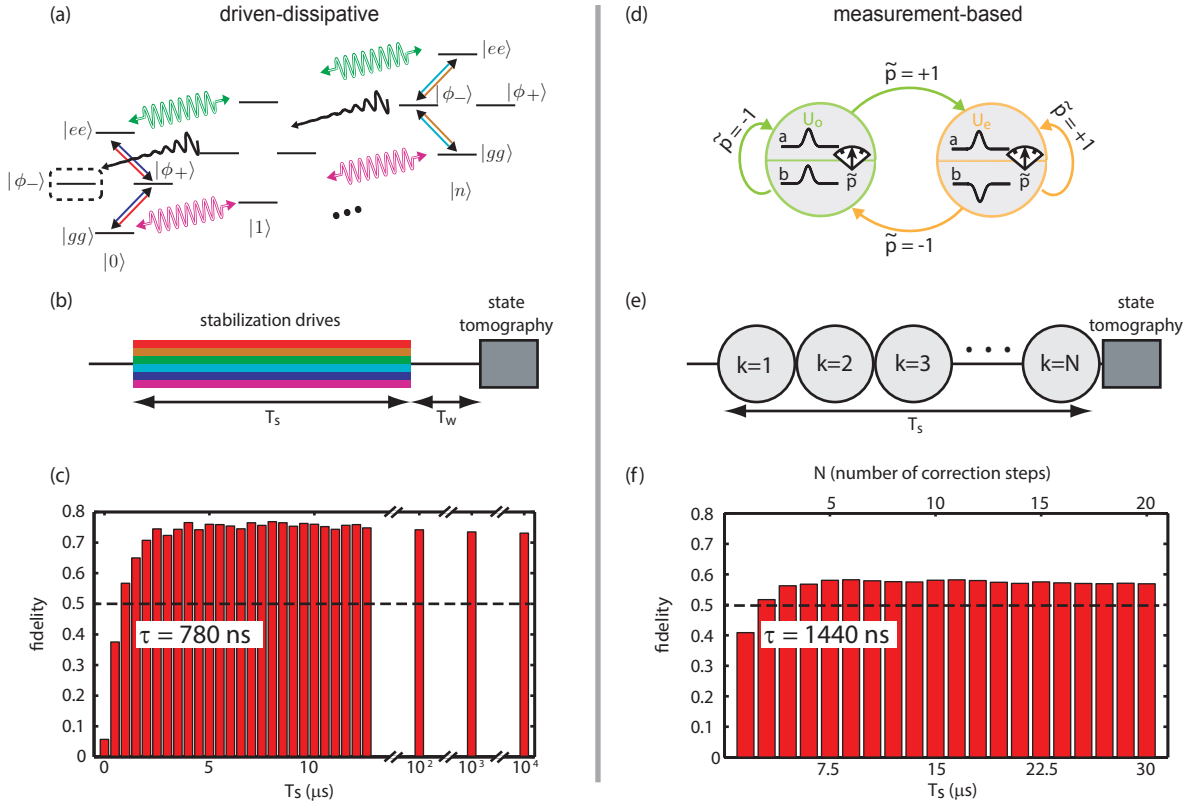 (a)
driven-dissipative
|ee⟩
|ϕ−⟩
|ϕ+⟩
|ee⟩
|ϕ−⟩
|ϕ+⟩
|gg⟩
|n⟩
|gg⟩
|1⟩
|0⟩
(b)
stabilization drives
state
tomography
Ts
Tw
(c)
fidelity
0.8
0.7
0.6
0.5
0.4
0.3
0.2
0.1
0
τ = 780 ns
0 5 10 10² 10³ 10⁴
Ts (μs)
(d)
measurement-based
p̃ = +1
p̃ = -1
Uo
a
b
p̃
Ue
a
b
p̃
p̃ = +1
p̃ = -1
(e)
state
tomography
k=1 k=2 k=3 k=N
Ts
(f)
N (number of correction steps)
5 10 15 20
fidelity
0.8
0.7
0.6
0.5
0.4
0.3
0.2
0.1
0
τ = 1440 ns
7.5 15 22.5 30
Ts (μs)